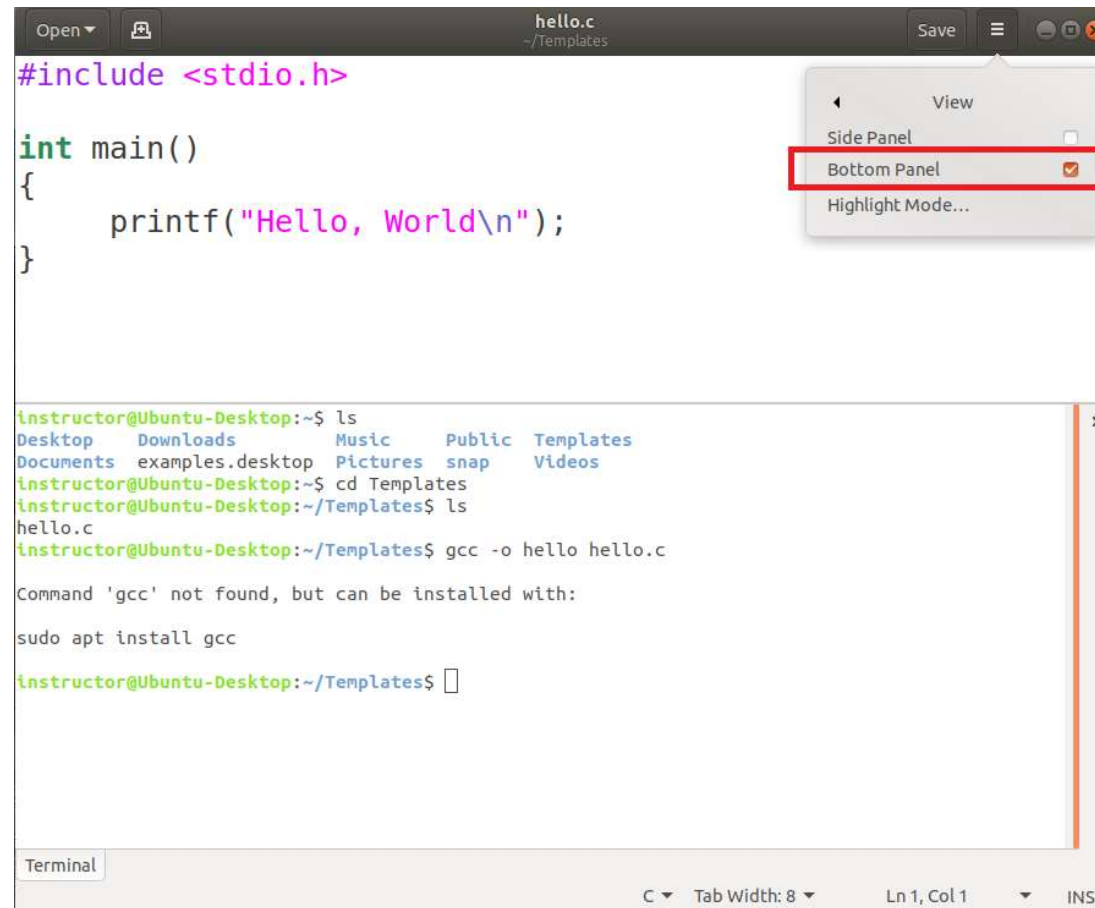 Open
hello.c
~/Templates
Save
#include <stdio.h>
View
Side Panel
int main()
Bottom Panel
{
Highlight Mode...
printf("Hello, World\n");
}
instructor@Ubuntu-Desktop:~$ ls
Desktop Downloads Music Public Templates
Documents examples.desktop Pictures snap Videos
instructor@Ubuntu-Desktop:~$ cd Templates
instructor@Ubuntu-Desktop:~/Templates$ ls
hello.c
instructor@Ubuntu-Desktop:~/Templates$ gcc -o hello hello.c
Command 'gcc' not found, but can be installed with:
sudo apt install gcc
instructor@Ubuntu-Desktop:~/Templates$
Terminal
C Tab Width: 8 Ln 1, Col 1 INS